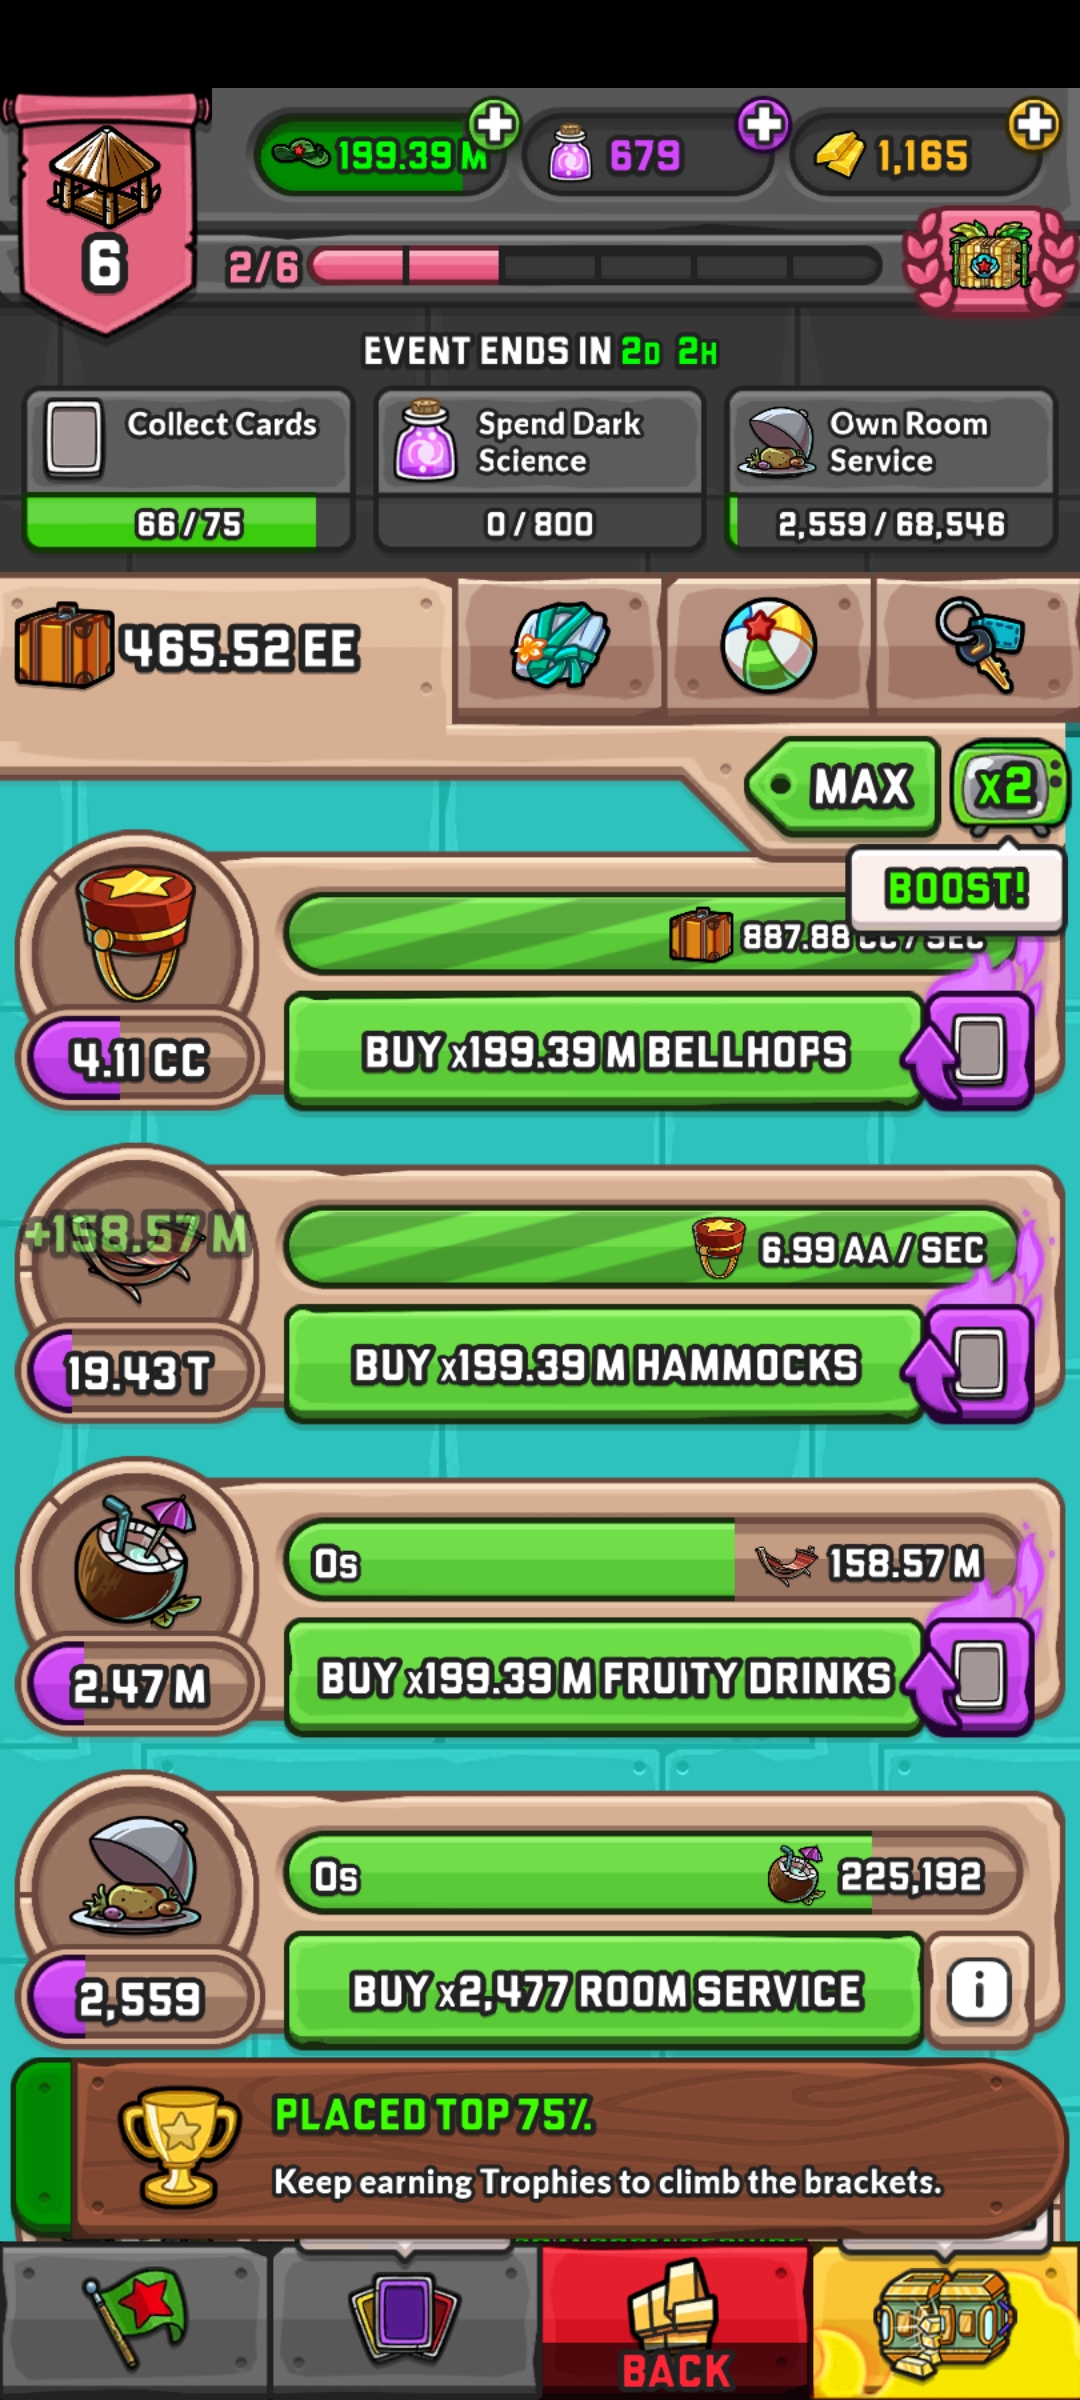 199.39 M
679
1,165
6
2/6
EVENT ENDS IN 2D 2H
Collect Cards
66/75
Spend Dark
Science
0/800
Own Room
Service
2,559/68,546
465.52 EE
MAX
x2
BOOST!
887.88 CC/SEC
4.11 CC
BUY x199.39 M BELLHOPS
+158.57 M
6.99 AA/SEC
19.43 T
BUY x199.39 M HAMMOCKS
0s
158.57 M
2.47 M
BUY x199.39 M FRUITY DRINKS
0s
225,192
2,559
BUY x2,477 ROOM SERVICE
i
PLACED TOP 75%
Keep earning Trophies to climb the brackets.
BACK